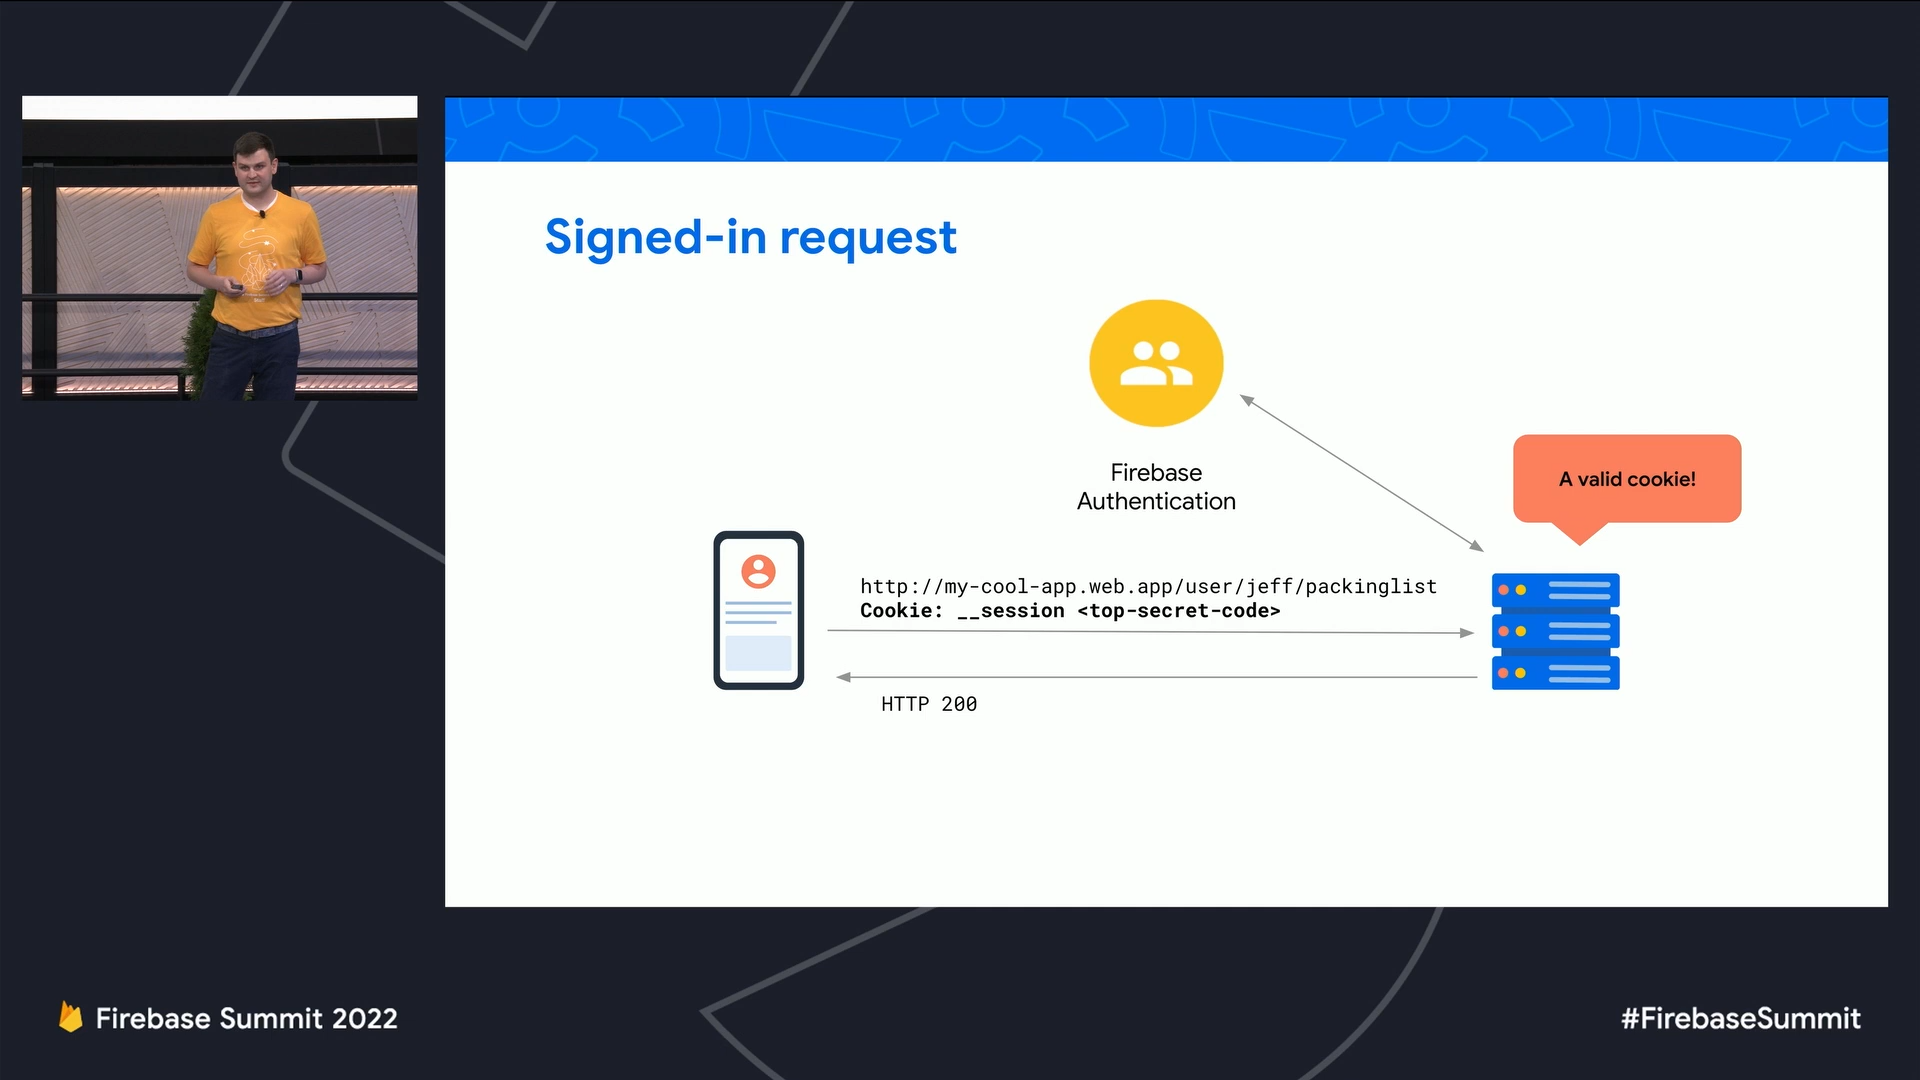 Signed-in request
Firebase
Authentication
A valid cookie!
http://my-cool-app.web.app/user/jeff/packinglist
Cookie: __session <top-secret-code>
HTTP 200
Firebase Summit 2022
#FirebaseSummit